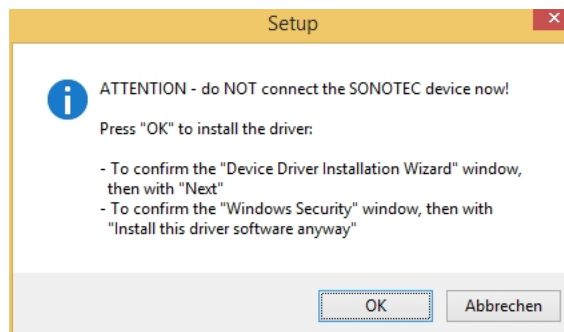 Setup
ATTENTION - do NOT connect the SONOTEC device now!
Press "OK" to install the driver:
- To confirm the "Device Driver Installation Wizard" window,
then with "Next"
- To confirm the "Windows Security" window, then with
"Install this driver software anyway"
OK
Abbrechen